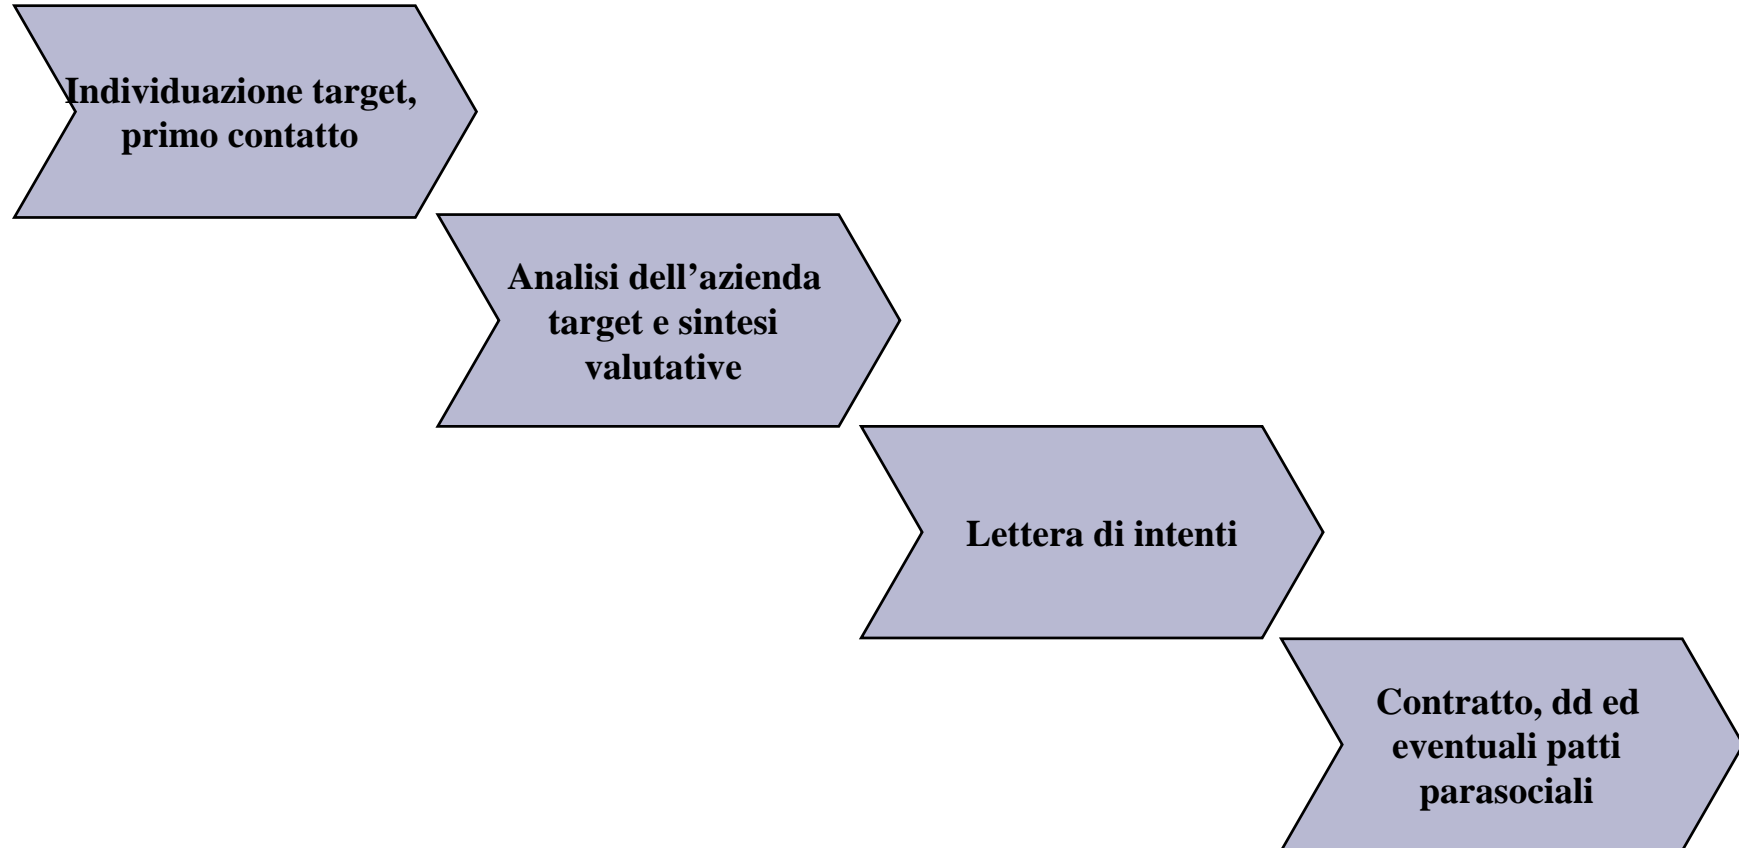 Individuazione target,
primo contatto
Analisi dell’azienda
target e sintesi
valutative
Lettera di intenti
Contratto, dd ed
eventuali patti
parasociali